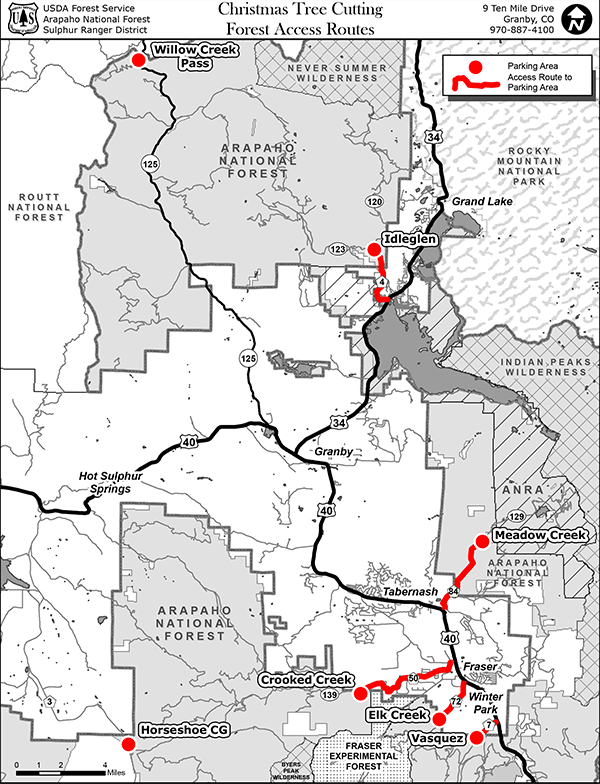 USDA Forest Service
Arapaho National Forest
Sulphur Ranger District
Christmas Tree Cutting
Forest Access Routes
9 Ten Mile Drive
Granby, CO
970-887-4100
N
Parking Area
Access Route to
Parking Area
Willow Creek
Pass
NEVER SUMMER
WILDERNESS
34
ARAPAHO
NATIONAL
FOREST
125
ROCKY
MOUNTAIN
NATIONAL
PARK
ROUTT
NATIONAL
FOREST
120
Grand Lake
Idleglen
123
4
125
INDIAN PEAKS
WILDERNESS
34
40
Granby
Hot Sulphur
Springs
40
ANRA
129
Meadow Creek
ARAPAHO
NATIONAL
FOREST
84
Tabernash
ARAPAHO
NATIONAL
FOREST
40
Fraser
Crooked Creek
50
139
Winter
Park
72
Elk Creek
3
7
Vasquez
Horseshoe CG
FRASER
EXPERIMENTAL
FOREST
BYERS
PEAK
WILDERNESS
0 2 4
Miles